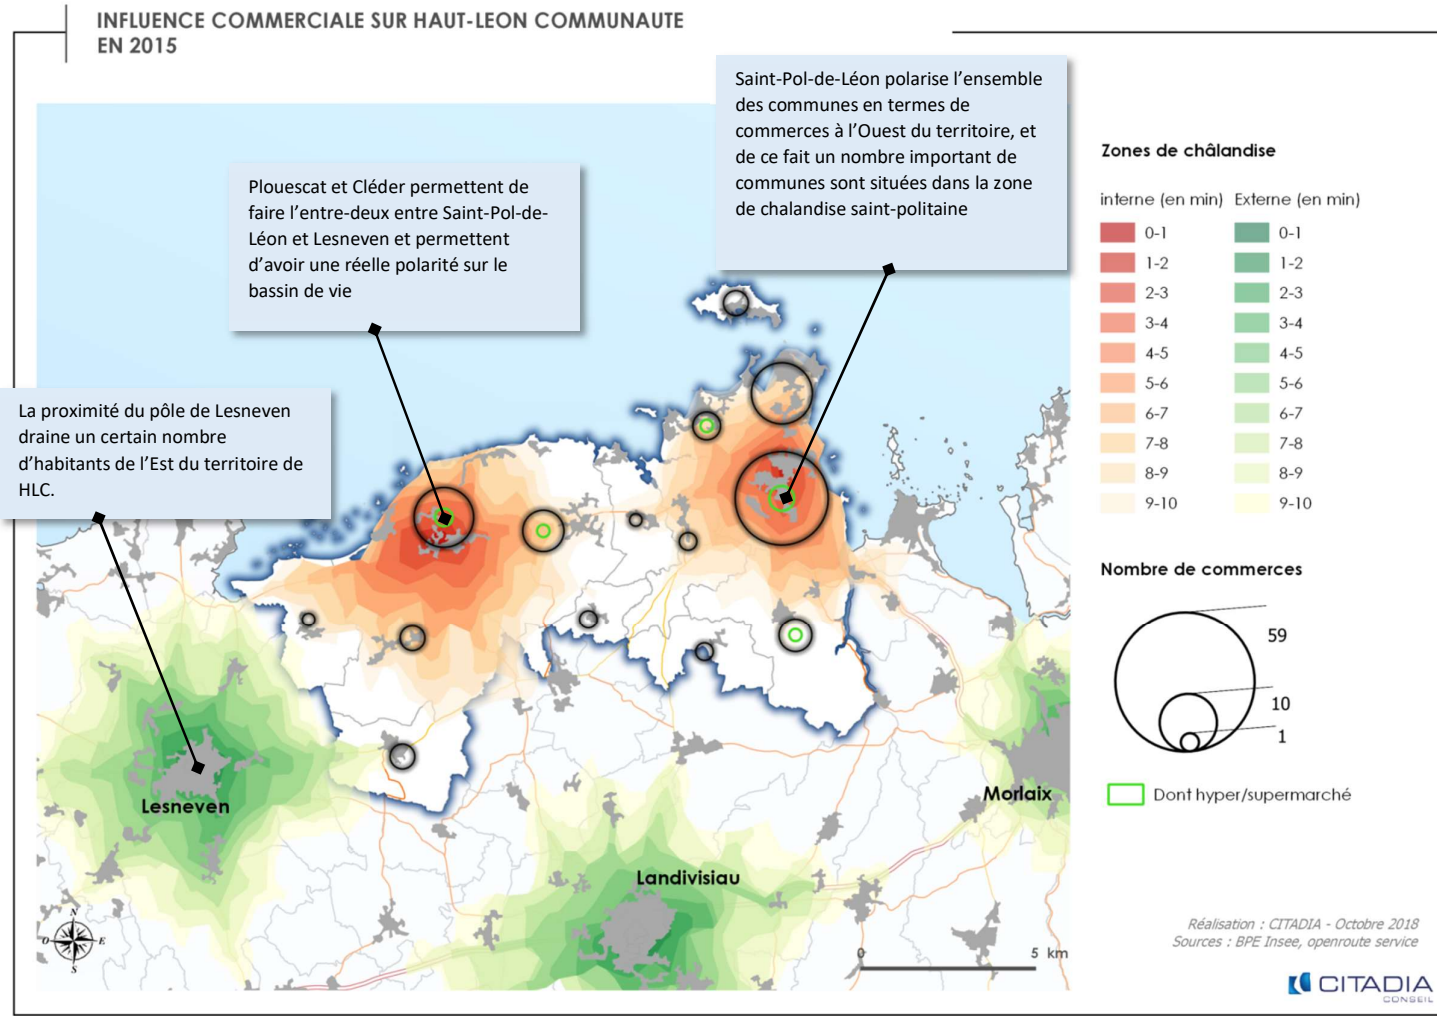 INFLUENCE COMMERCIALE SUR HAUT-LEON COMMUNAUTE
EN 2015
Saint-Pol-de-Léon polarise l’ensemble
des communes en termes de
commerces à l’Ouest du territoire, et
de ce fait un nombre important de
communes sont situées dans la zone
de chalandise saint-politaine
Plouescat et Cléder permettent de
faire l’entre-deux entre Saint-Pol-de-
Léon et Lesneven et permettent
d’avoir une réelle polarité sur le
bassin de vie
La proximité du pôle de Lesneven
draine un certain nombre
d’habitants de l’Est du territoire de
HLC.
Lesneven
Landivisiau
Morlaix
N
O
E
S
0
5 km
Zones de châlandise
interne (en min) Externe (en min)
0-1 0-1
1-2 1-2
2-3 2-3
3-4 3-4
4-5 4-5
5-6 5-6
6-7 6-7
7-8 7-8
8-9 8-9
9-10 9-10
Nombre de commerces
59
10
1
Dont hyper/supermarché
Réalisation : CITADIA - Octobre 2018
Sources : BPE Insee, openroute service
CITADIA
CONSEIL